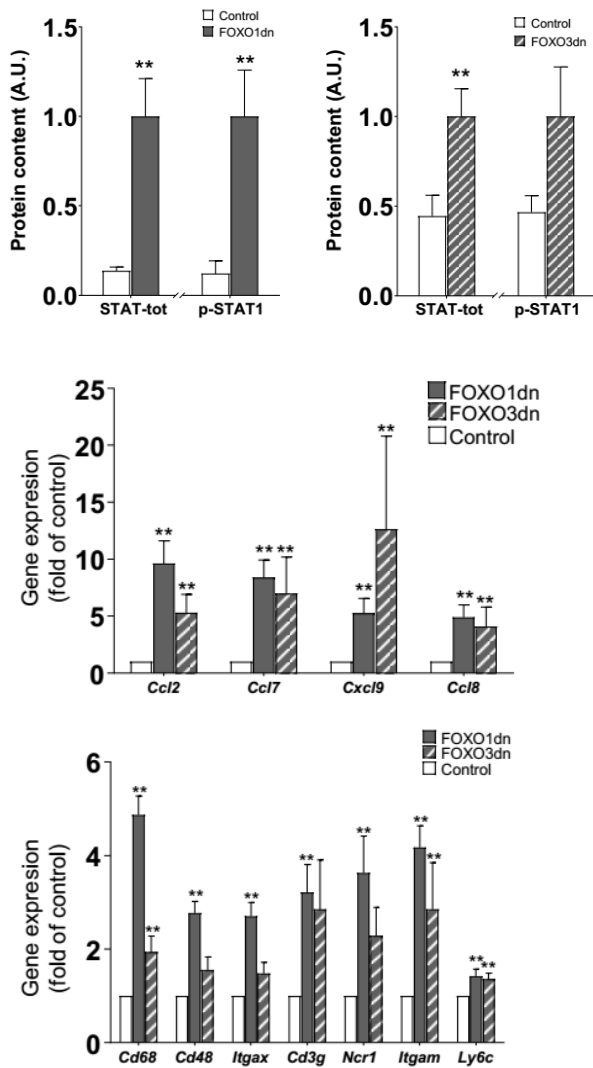 Control
FOXO1dn
Protein content (A.U.)
1.5
1.0
0.5
0.0
**
**
STAT-tot
p-STAT1
Control
FOXO3dn
Protein content (A.U.)
1.5
1.0
0.5
0.0
**
STAT-tot
p-STAT1
FOXO1dn
FOXO3dn
Control
Gene expresion
(fold of control)
25
20
15
10
5
0
**
**
**
**
**
**
**
**
Ccl2
Ccl7
Cxcl9
Ccl8
FOXO1dn
FOXO3dn
Control
Gene expresion
(fold of control)
6
4
2
0
**
**
**
**
**
**
**
**
**
**
Cd68
Cd48
Itgax
Cd3g
Ncr1
Itgam
Ly6c